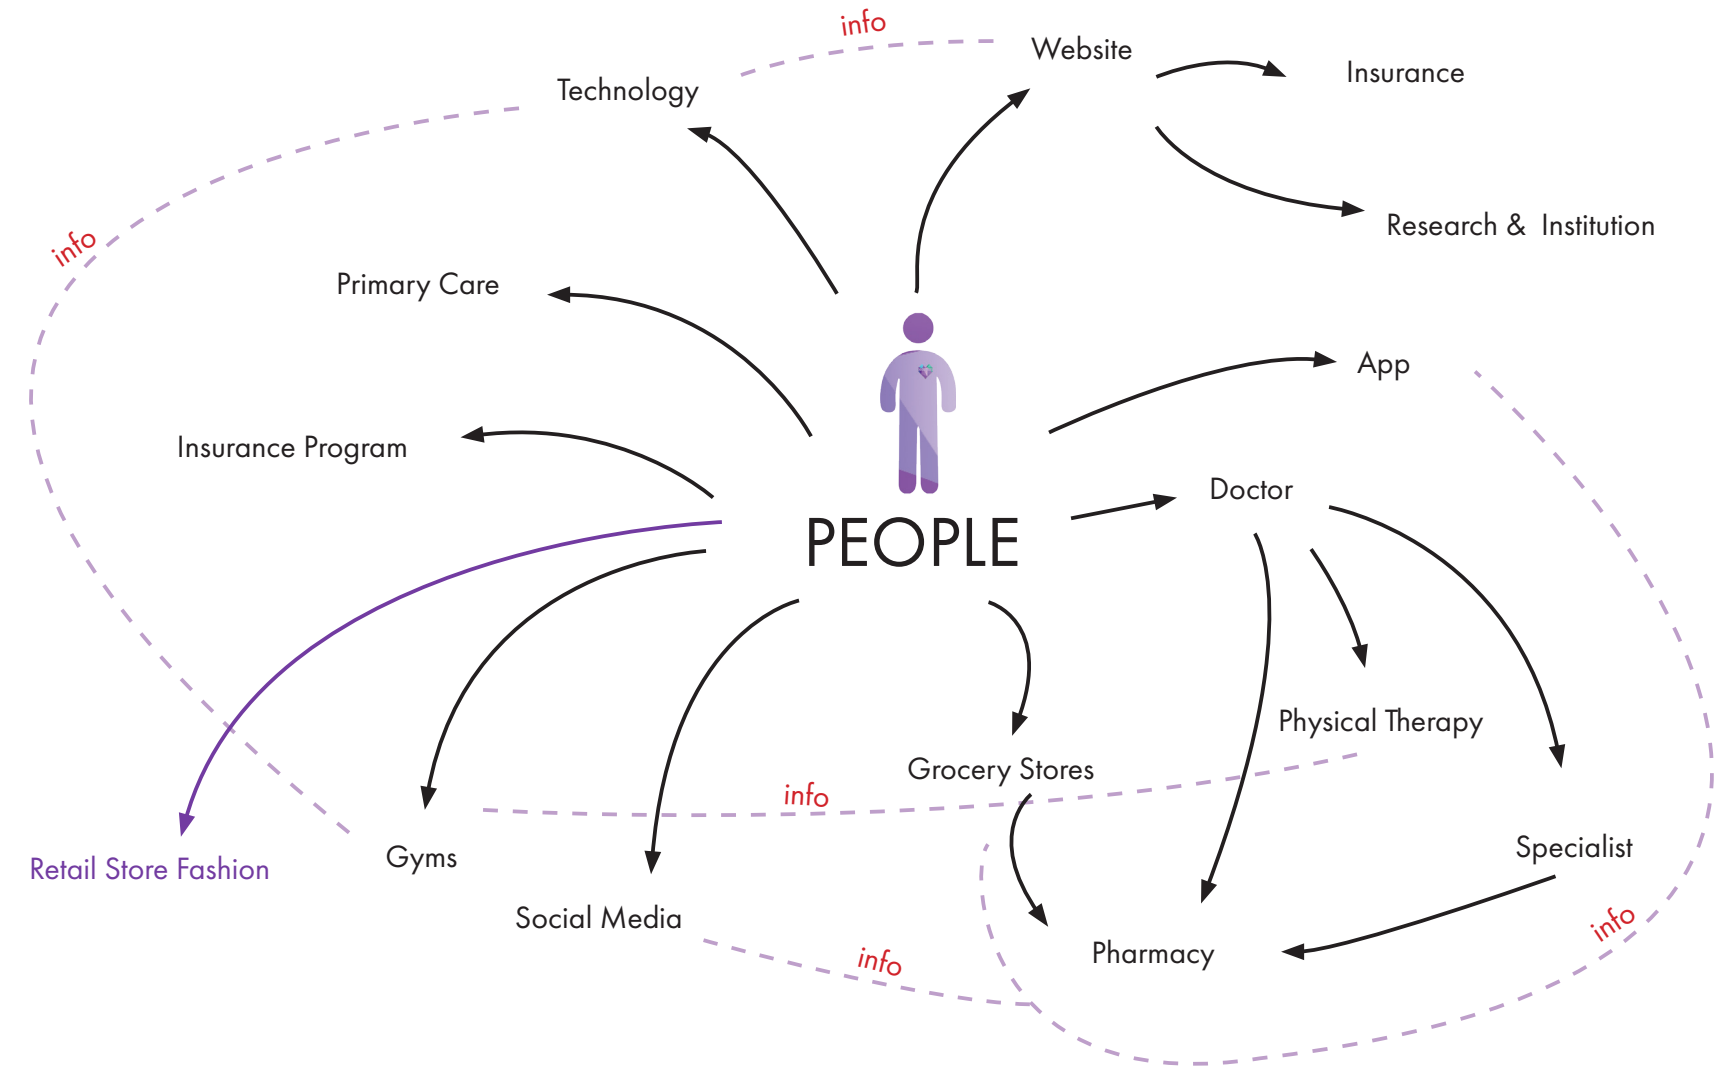 info
Website
Technology
Insurance
Research & Institution
info
Primary Care
App
Insurance Program
Doctor
PEOPLE
Physical Therapy
Grocery Stores
info
Retail Store Fashion
Gyms
Specialist
Social Media
info
Pharmacy
info